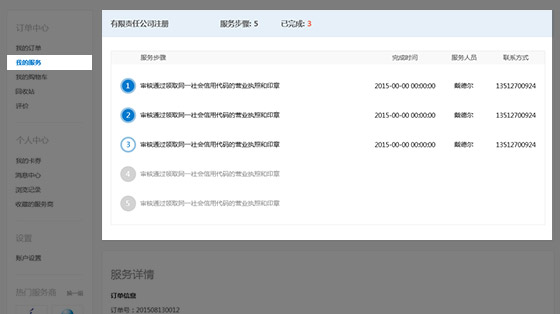 订单中心
我的订单
我的服务
我的购物车
回收站
评价
个人中心
我的卡券
消息中心
浏览记录
收藏的服务商
设置
账户设置
热门服务商 换一组
有限责任公司注册 服务步骤: 5 已完成: 3
服务步骤 完成时间 服务人员 联系方式
1 审核通过领取同一社会信用代码的营业执照和印章 2015-00-00 00:00:00 戴德尔 13512700924
2 审核通过领取同一社会信用代码的营业执照和印章 2015-00-00 00:00:00 戴德尔 13512700924
3 审核通过领取同一社会信用代码的营业执照和印章 2015-00-00 00:00:00 戴德尔 13512700924
4 审核通过领取同一社会信用代码的营业执照和印章
5 审核通过领取同一社会信用代码的营业执照和印章
服务详情
订单信息
订单号: 201508130012